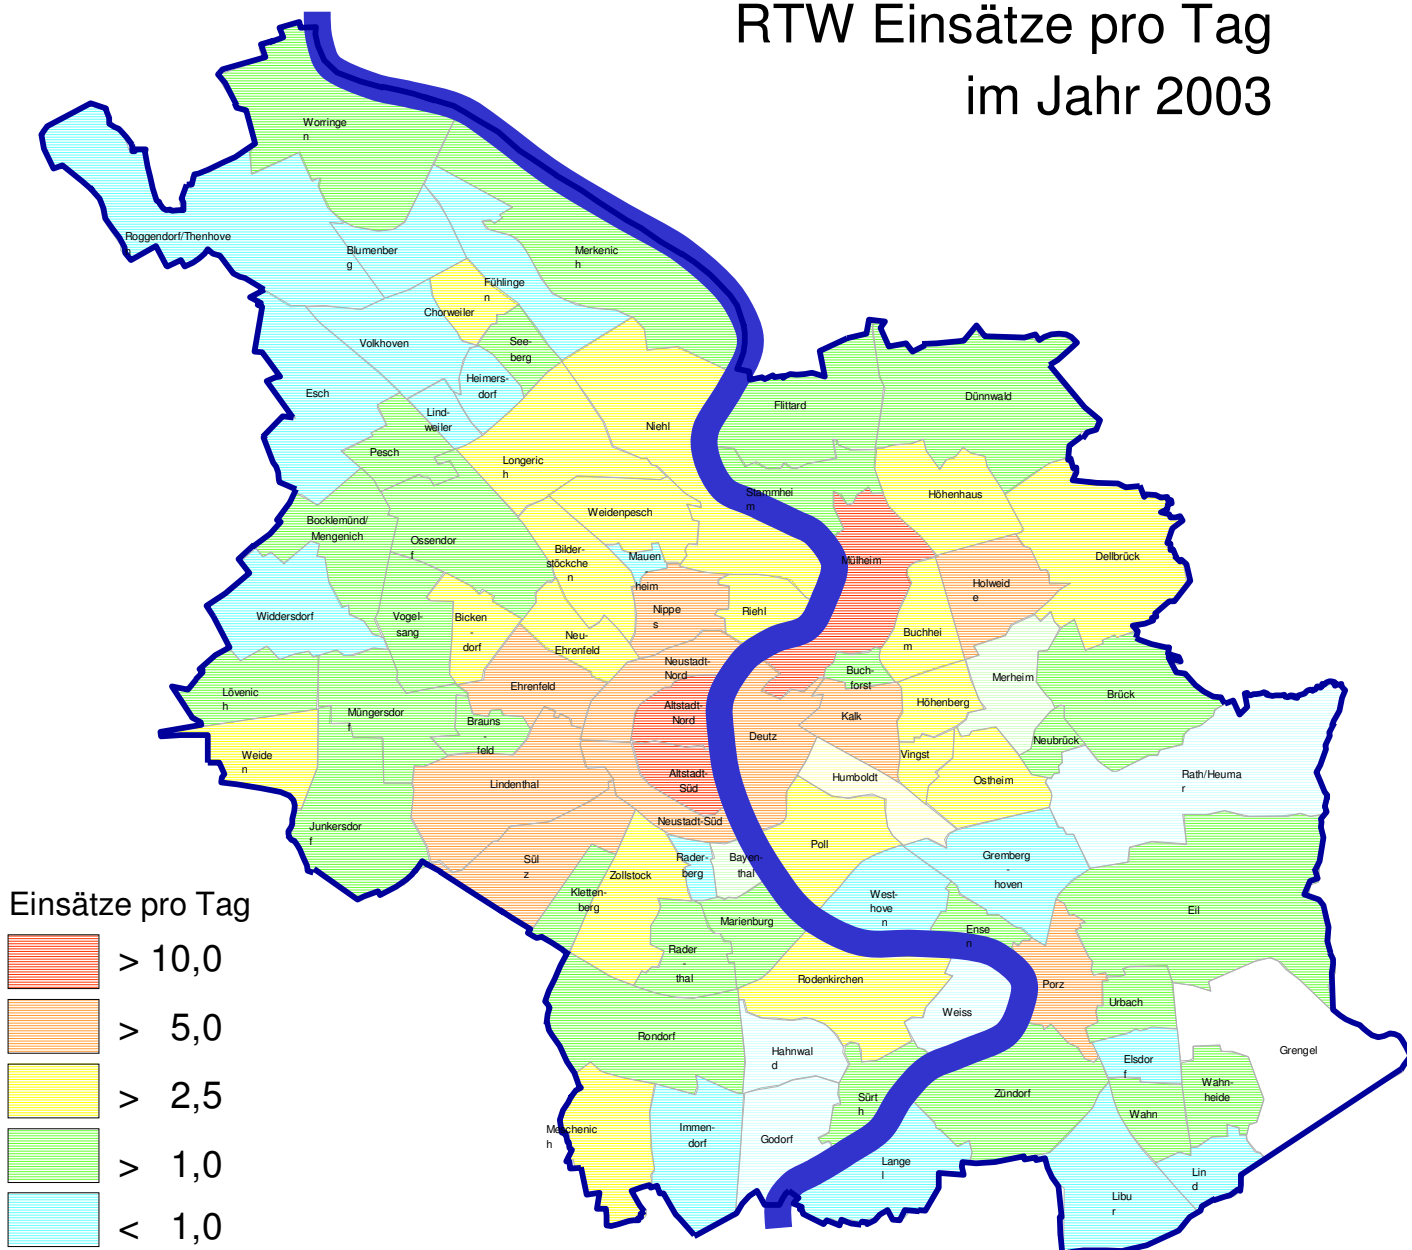 RTW Einsätze pro Tag
im Jahr 2003
Worringe
n
Roggendorf/Thenhove
n
Blumenber
g
Merkenic
h
Fühlinge
n
Chorweiler
Volkhoven
See-
berg
Heimers-
dorf
Esch
Lind-
weiler
Flittard
Dünnwald
Niehl
Pesch
Longeric
h
Stammhei
m
Höhenhaus
Weidenpesch
Bocklemünd/
Mengenich
Ossendor
f
Bilder-
stöckche
n
Mauen
-
heim
Mülheim
Dellbrück
Holweid
e
Widdersdorf
Vogel-
sang
Bicken
-
dorf
Nippe
s
Riehl
Neu-
Ehrenfeld
Buchhei
m
Neustadt-
Nord
Buch-
forst
Merheim
Brück
Ehrenfeld
Lövenic
h
Müngersdor
f
Brauns
-
feld
Altstadt-
Nord
Kalk
Höhenberg
Deutz
Neubrück
Weide
n
Vingst
Lindenthal
Altstadt-
Süd
Humboldt
Ostheim
Rath/Heuma
r
Junkersdor
f
Neustadt-Süd
Sül
z
Zollstock
Rader-
berg
Bayen-
thal
Poll
Gremberg
-
hoven
Kletten-
berg
West-
hove
n
Marienburg
Ense
n
Eil
Rader
-
thal
Rodenkirchen
Porz
Urbach
Weiss
Rondorf
Hahnwal
d
Elsdor
f
Grengel
Sürt
h
Zündorf
Wahn-
heide
Wahn
Meschenic
h
Immen-
dorf
Godorf
Lange
l
Lin
d
Libu
r
Einsätze pro Tag
> 10,0
> 5,0
> 2,5
> 1,0
< 1,0